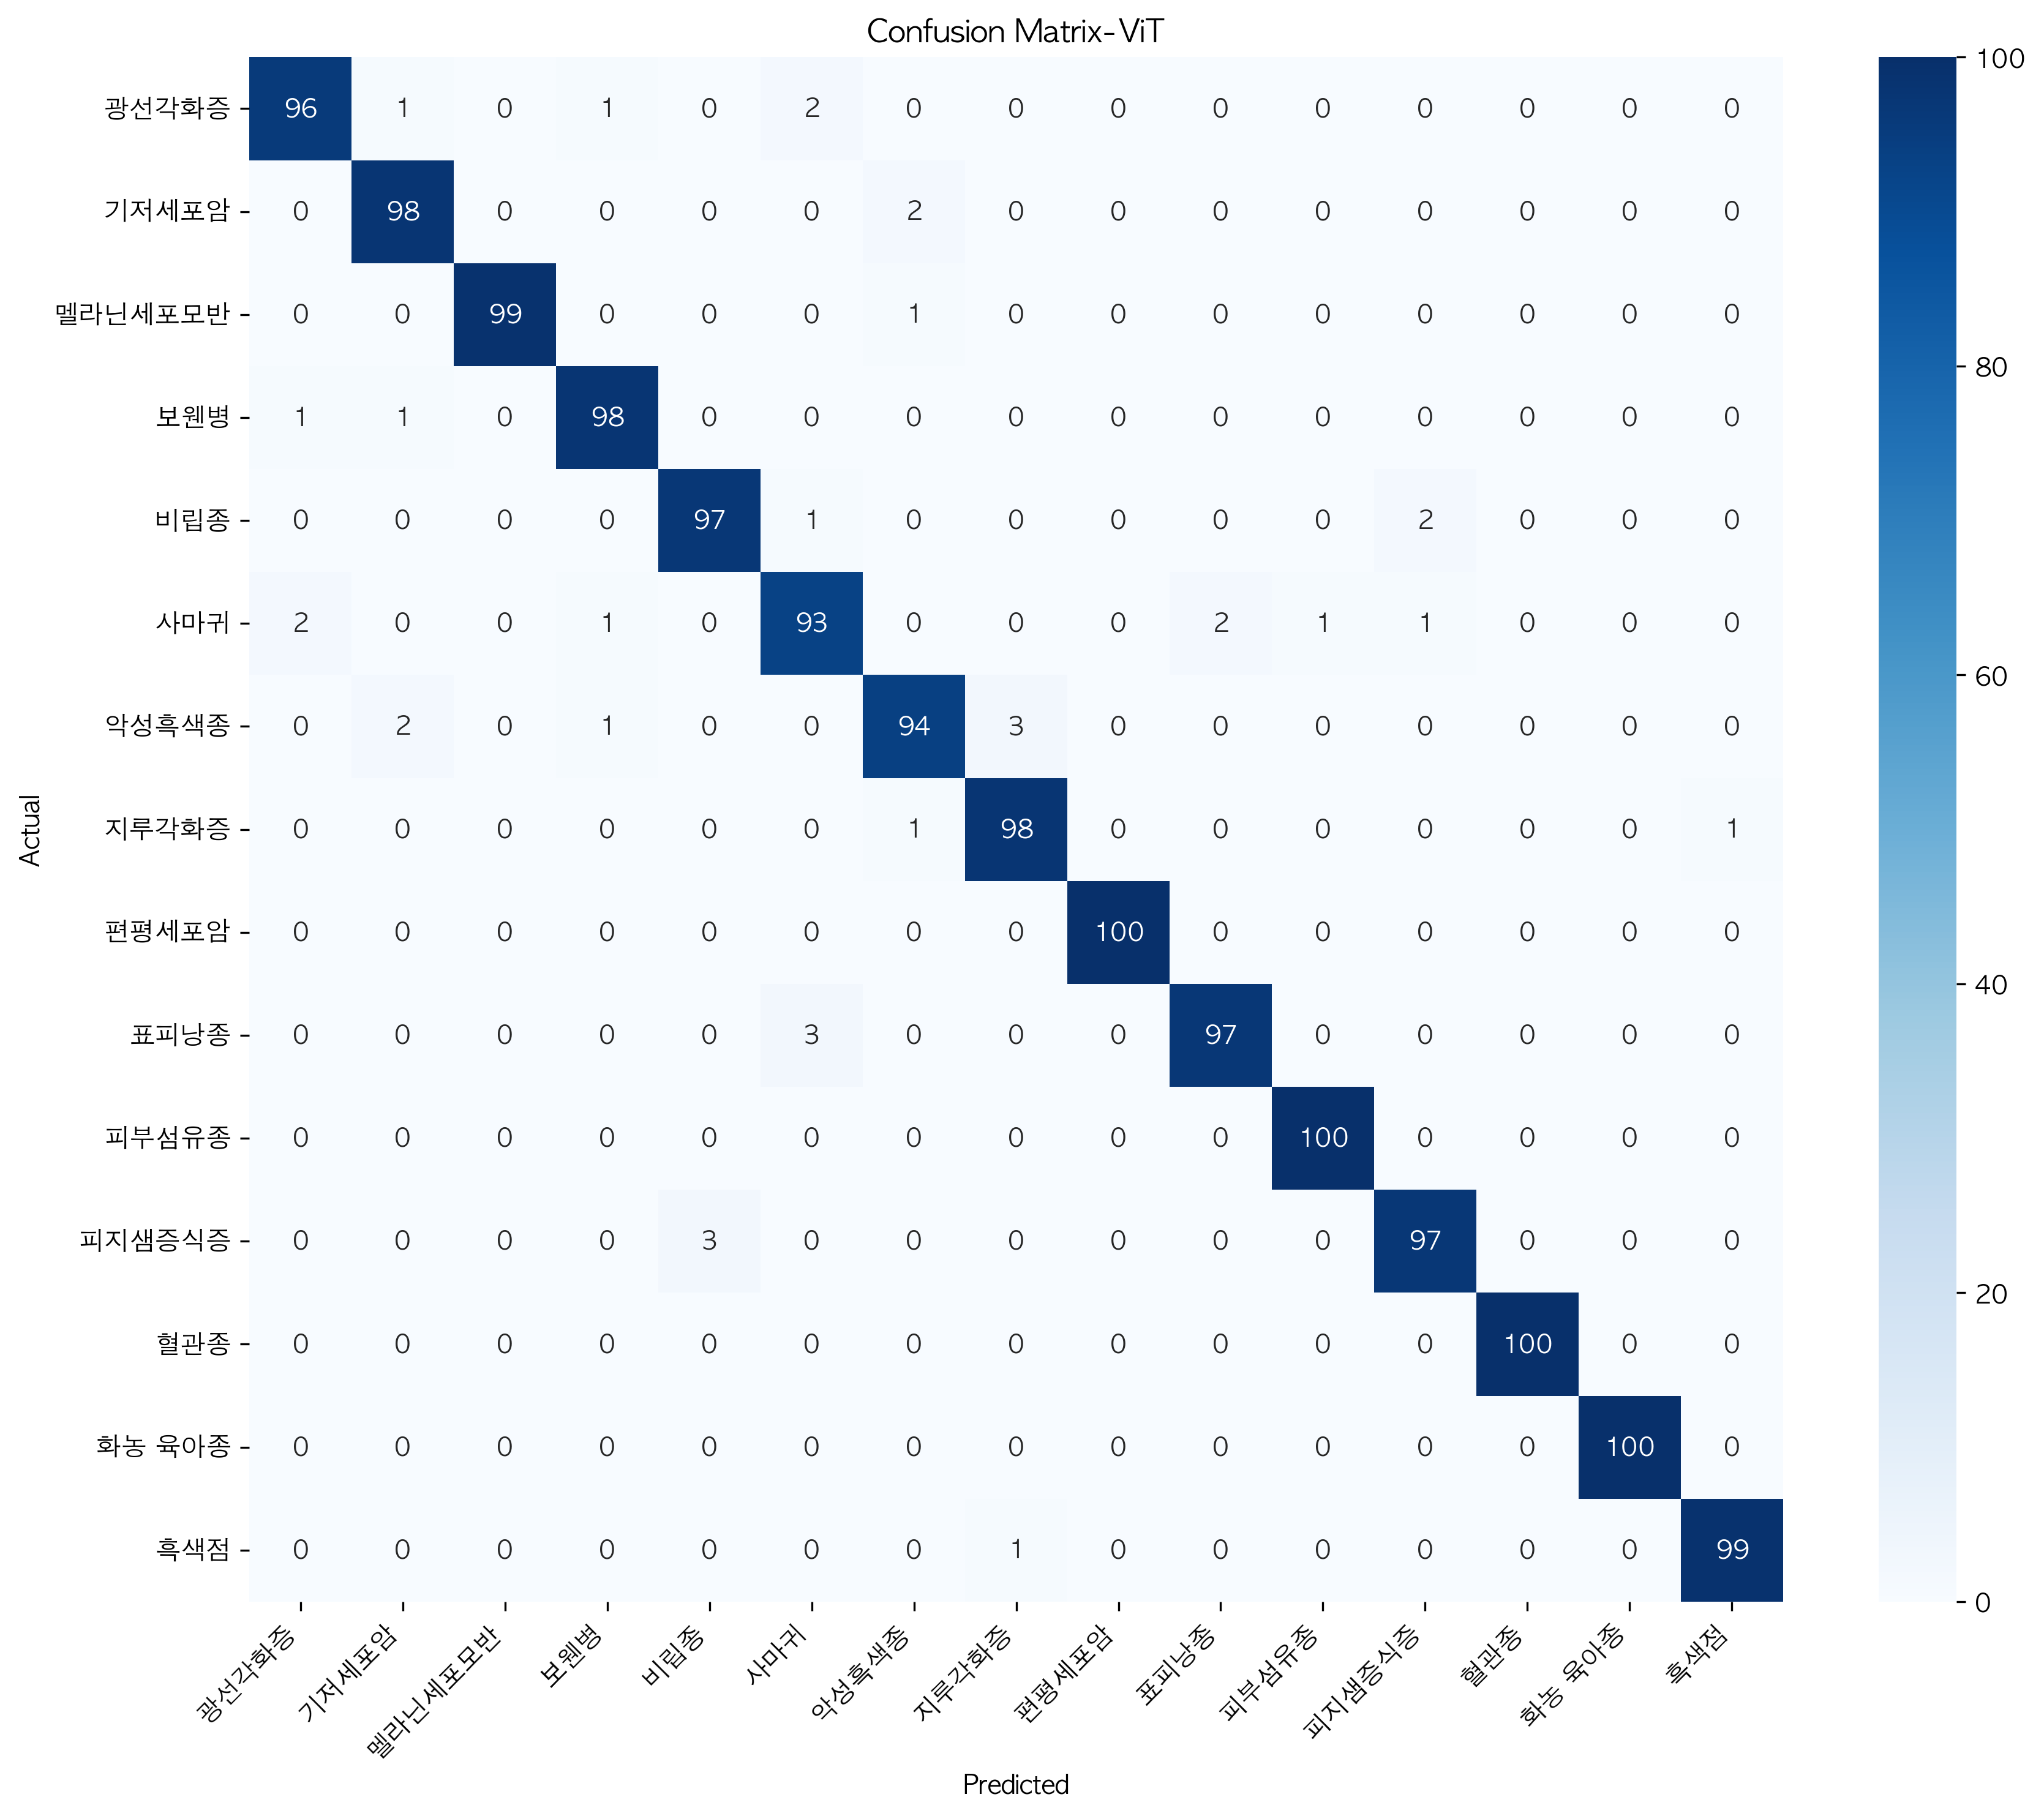 Confusion Matrix-ViT
광선각화증 96 1 0 1 0 2 0 0 0 0 0 0 0 0 0
기저세포암 0 98 0 0 0 0 2 0 0 0 0 0 0 0 0
멜라닌세포모반 0 0 99 0 0 0 1 0 0 0 0 0 0 0 0
보웬병 1 1 0 98 0 0 0 0 0 0 0 0 0 0 0
비립종 0 0 0 0 97 1 0 0 0 0 0 2 0 0 0
사마귀 2 0 0 1 0 93 0 0 0 2 1 1 0 0 0
악성흑색종 0 2 0 1 0 0 94 3 0 0 0 0 0 0 0
지루각화증 0 0 0 0 0 0 1 98 0 0 0 0 0 0 1
편평세포암 0 0 0 0 0 0 0 0 100 0 0 0 0 0 0
표피낭종 0 0 0 0 0 3 0 0 0 97 0 0 0 0 0
피부섬유종 0 0 0 0 0 0 0 0 0 0 100 0 0 0 0
피지샘증식증 0 0 0 0 3 0 0 0 0 0 0 97 0 0 0
혈관종 0 0 0 0 0 0 0 0 0 0 0 0 100 0 0
화농 육아종 0 0 0 0 0 0 0 0 0 0 0 0 0 100 0
흑색점 0 0 0 0 0 0 0 1 0 0 0 0 0 0 99
Actual
광선각화증 기저세포암 멜라닌세포모반 보웬병 비립종 사마귀 악성흑색종 지루각화증 편평세포암 표피낭종 피부섬유종 피지샘증식증 혈관종 화농 육아종 흑색점
Predicted
100
80
60
40
20
0